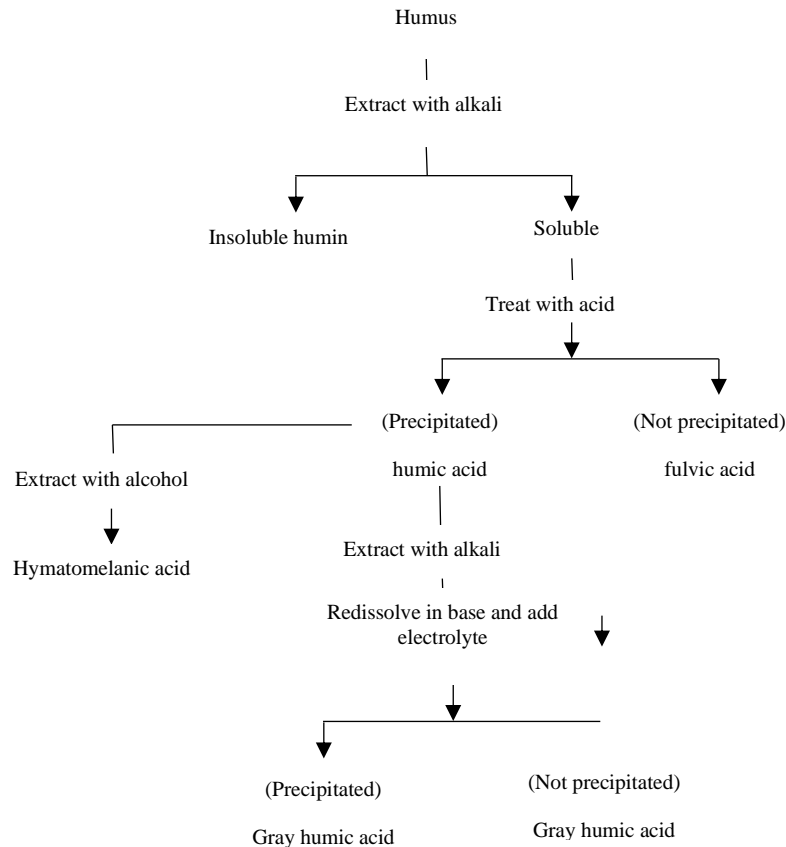 Humus
Extract with alkali
Insoluble humin
Soluble
Treat with acid
(Precipitated)
humic acid
(Not precipitated)
fulvic acid
Extract with alcohol
Hymatomelanic acid
Extract with alkali
Redissolve in base and add
electrolyte
(Precipitated)
Gray humic acid
(Not precipitated)
Gray humic acid